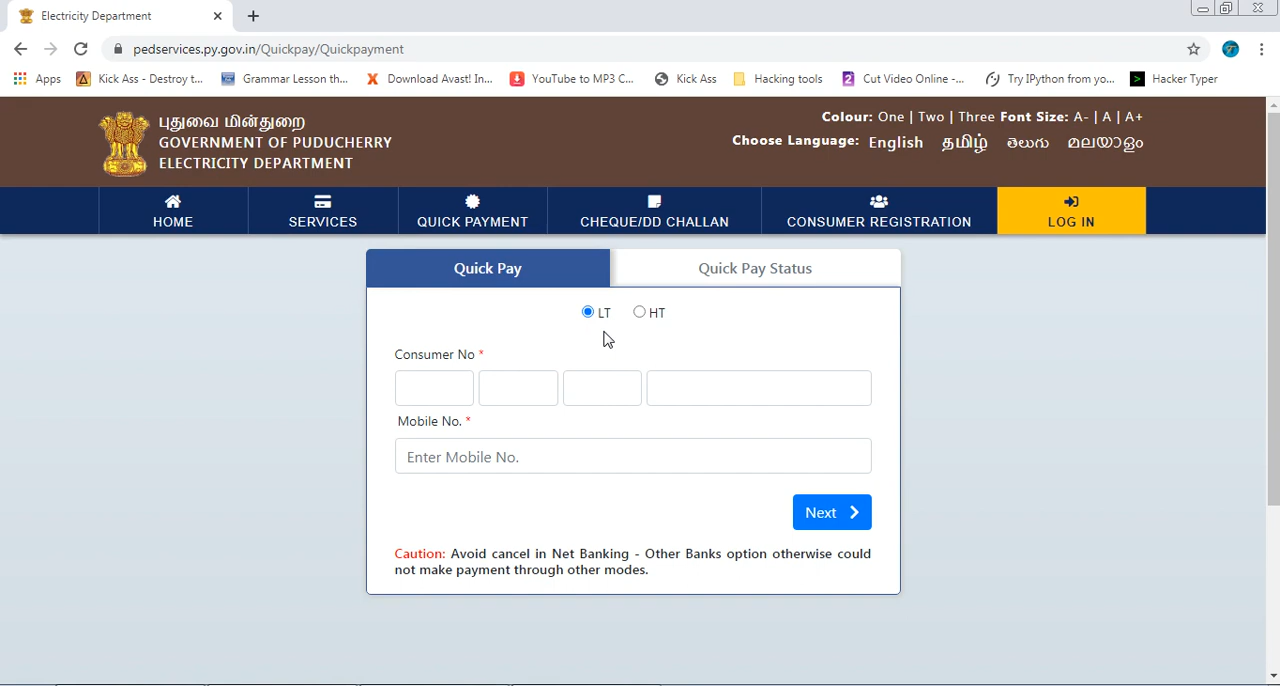 Electricity Department
pedservices.py.gov.in/Quickpay/Quickpayment
Apps Kick Ass - Destroy t... Grammar Lesson th... Download Avast! In... YouTube to MP3 C... Kick Ass Hacking tools Cut Video Online -... Try IPython from yo... Hacker Typer
புதுவை மின்துறை
GOVERNMENT OF PUDUCHERRY
ELECTRICITY DEPARTMENT
Colour: One | Two | Three Font Size: A- | A | A+
Choose Language: English தமிழ் తెలుగు മലയാളം
HOME SERVICES QUICK PAYMENT CHEQUE/DD CHALLAN CONSUMER REGISTRATION LOG IN
Quick Pay Quick Pay Status
LT HT
Consumer No *
Mobile No. *
Enter Mobile No.
Next
Caution: Avoid cancel in Net Banking - Other Banks option otherwise could
not make payment through other modes.